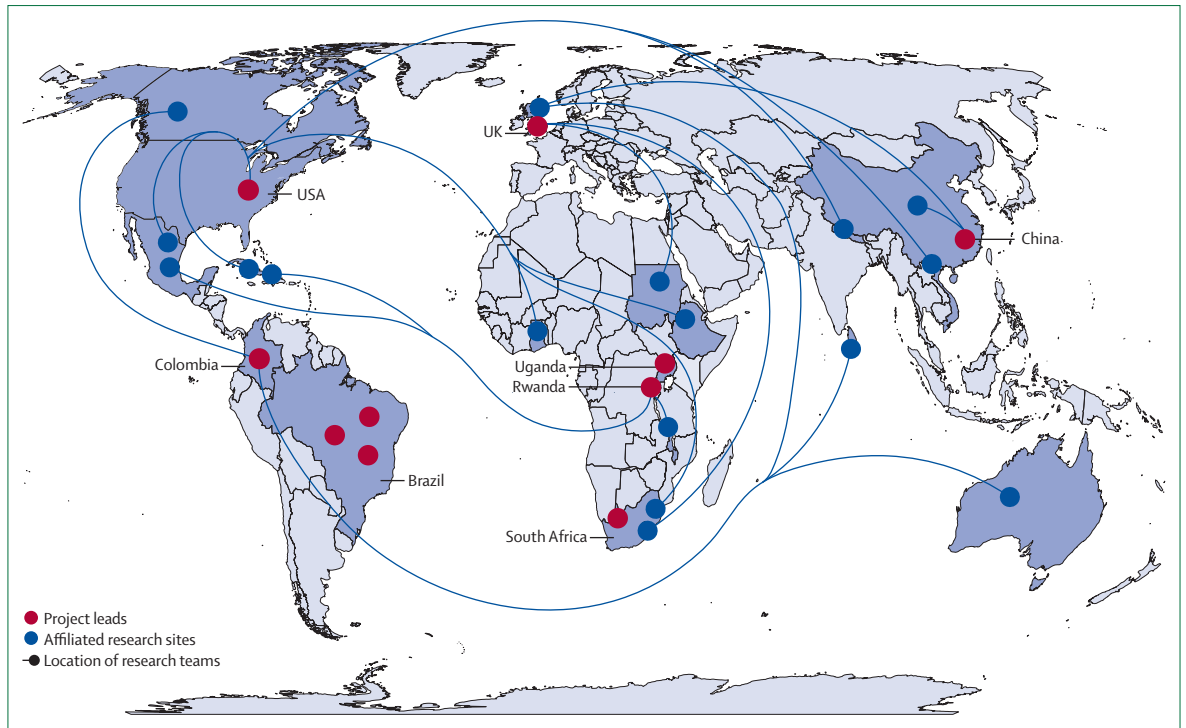 UK
USA
China
Colombia
Uganda
Rwanda
Brazil
South Africa
Project leads
Affiliated research sites
Location of research teams